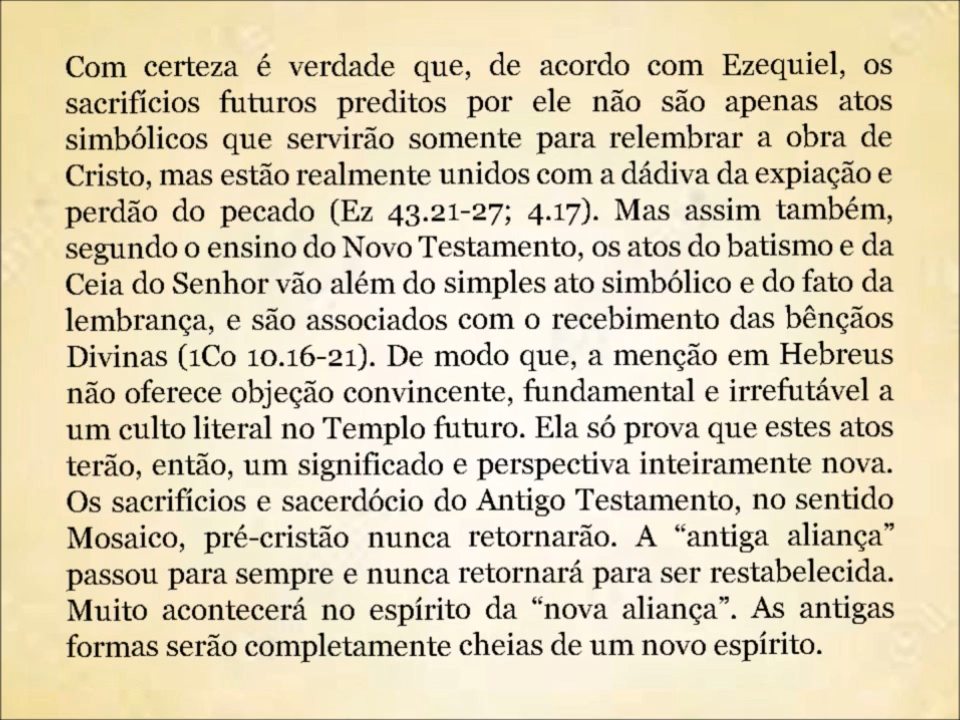 Com certeza é verdade que, de acordo com Ezequiel, os
sacrifícios futuros preditos por ele não são apenas atos
simbólicos que servirão somente para relembrar a obra de
Cristo, mas estão realmente unidos com a dádiva da expiação e
perdão do pecado (Ez 43.21-27; 4.17). Mas assim também,
segundo o ensino do Novo Testamento, os atos do batismo e da
Ceia do Senhor vão além do simples ato simbólico e do fato da
lembrança, e são associados com o recebimento das bênçãos
Divinas (1Co 10.16-21). De modo que, a menção em Hebreus
não oferece objeção convincente, fundamental e irrefutável a
um culto literal no Templo futuro. Ela só prova que estes atos
terão, então, um significado e perspectiva inteiramente nova.
Os sacrifícios e sacerdócio do Antigo Testamento, no sentido
Mosaico, pré-cristão nunca retornarão. A “antiga aliança”
passou para sempre e nunca retornará para ser restabelecida.
Muito acontecerá no espírito da “nova aliança”. As antigas
formas serão completamente cheias de um novo espírito.